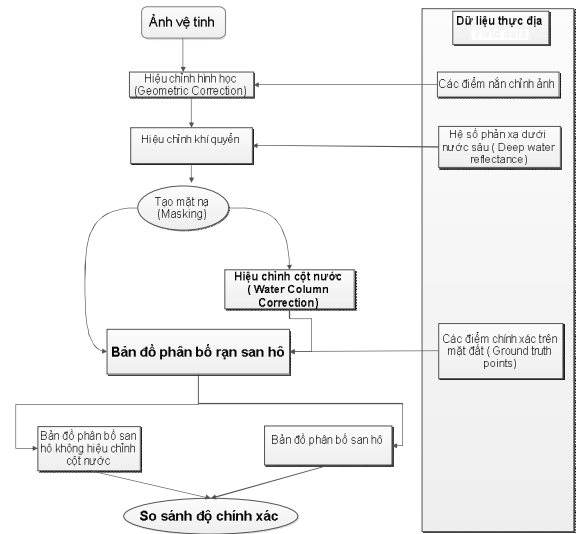 Ảnh vệ tinh
Dữ liệu thực địa
Field data
Hiệu chỉnh hình học
(Geometric Correction)
Các điểm nắn chỉnh ảnh
Hiệu chỉnh khí quyển
Hệ số phản xạ dưới
nước sâu ( Deep water
reflectance)
Tạo mặt nạ
(Masking)
Hiệu chỉnh cột nước
( Water Column
Correction)
Bản đồ phân bố rạn san hô
Các điểm chính xác trên
mặt đất ( Ground truth
points)
Bản đồ phân bố san
hô không hiệu chỉnh
cột nước
Bản đồ phân bố san hô
So sánh độ chính xác